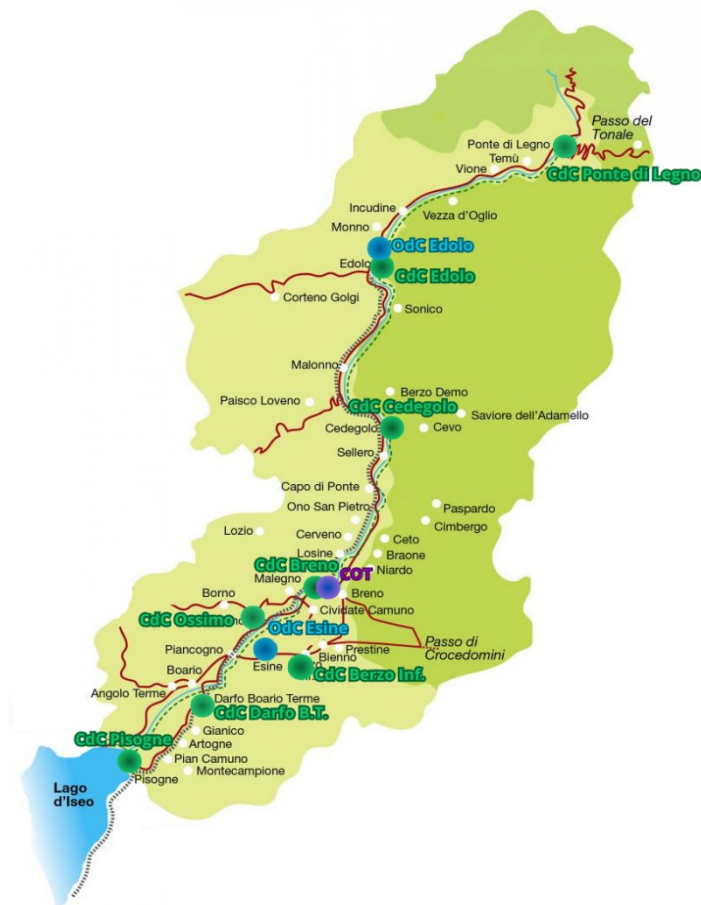 Passo del
Tonale
Ponte di Legno
Temù
CdC Ponte di Legno
Vione
Vezza d'Oglio
Incudine
Monno
OdC Edolo
Edolo
CdC Edolo
Corteno Golgi
Sonico
Malonno
Berzo Demo
Paisco Loveno
CdC Cedegolo
Saviore dell'Adamello
Cedegolo
Cevo
Sellero
Capo di Ponte
Ono San Pietro
Paspardo
Cimbergo
Lozio
Cerveno
Ceto
Losine
Braone
CdC Breno
Niardo
COT
Malegno
Borno
Breno
Cividate Camuno
CdC Ossimo
OdC Esine
Prestine
Passo di
Crocedomini
Piancogno
Bienno
Esine
CdC Berzo Inf.
Boario
Angolo Terme
Darfo Boario Terme
CdC Darfo B.T.
Gianico
CdC Pisogne
Artogne
Pian Camuno
Montecampione
Pisogne
Lago
d'Iseo